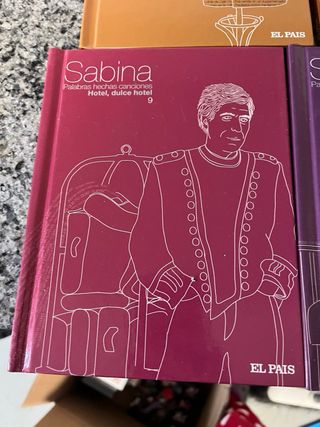 EL PAIS
Sabina
Palabras hechas canciones
Hotel, dulce hotel
9
EL PAIS